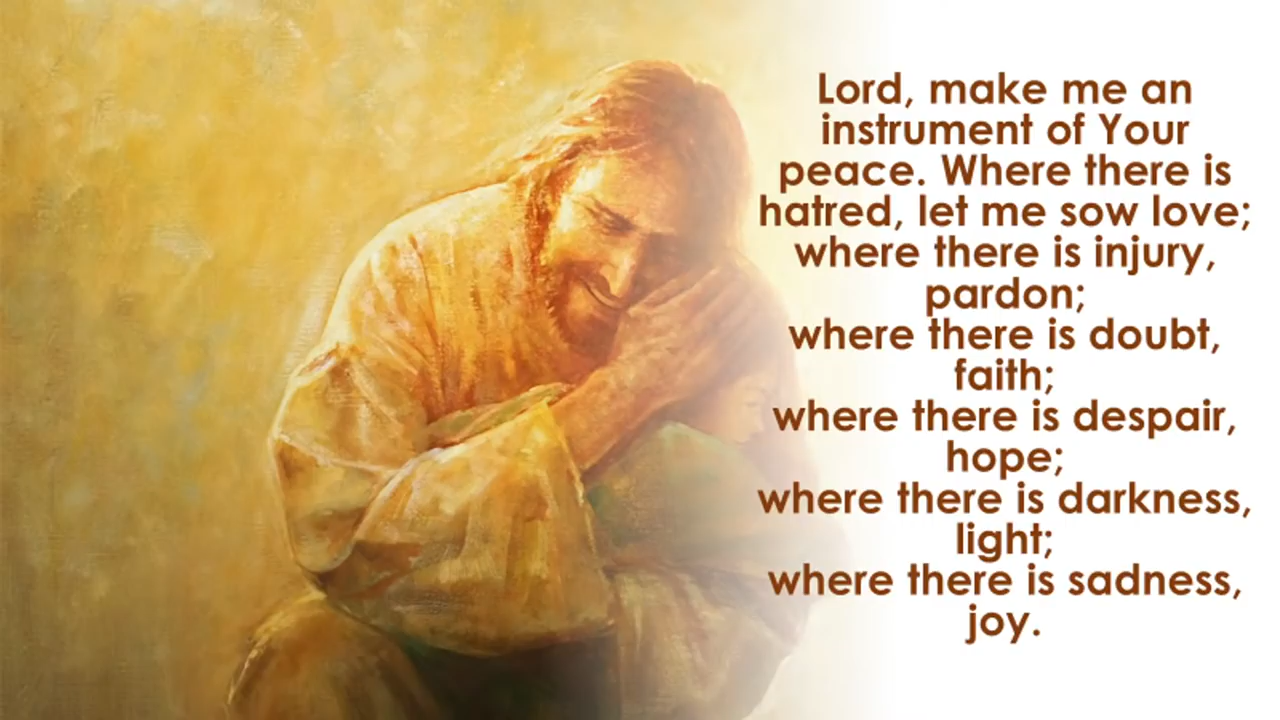 Lord, make me an
instrument of Your
peace. Where there is
hatred, let me sow love;
where there is injury,
pardon;
where there is doubt,
faith;
where there is despair,
hope;
where there is darkness,
light;
where there is sadness,
joy.